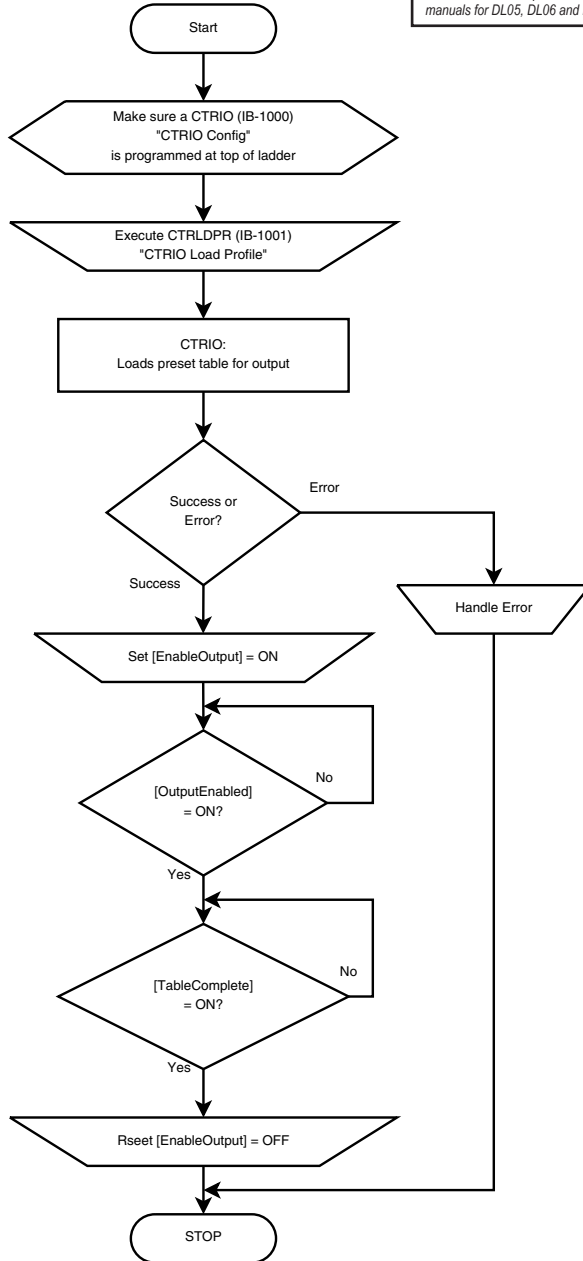 manuals for DL05, DL06 and
Start
Make sure a CTRIO (IB-1000)
"CTRIO Config"
is programmed at top of ladder
Execute CTRLDPR (IB-1001)
"CTRIO Load Profile"
CTRIO:
Loads preset table for output
Success or
Error?
Error
Success
Handle Error
Set [EnableOutput] = ON
[OutputEnabled]
= ON?
No
Yes
[TableComplete]
= ON?
No
Yes
Rseet [EnableOutput] = OFF
STOP